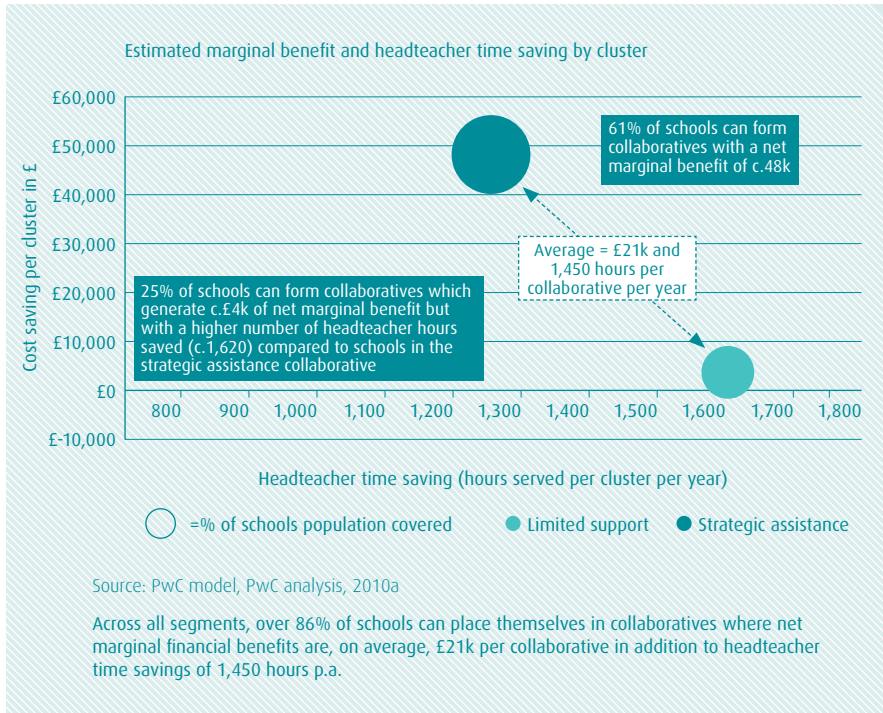 Estimated marginal benefit and headteacher time saving by cluster
Cost saving per cluster in £
£60,000
£50,000
£40,000
£30,000
£20,000
£10,000
£0
£-10,000
61% of schools can form
collaboratives with a net
marginal benefit of c.48k
Average = £21k and
1,450 hours per
collaborative per year
25% of schools can form collaboratives which
generate c.£4k of net marginal benefit but
with a higher number of headteacher hours
saved (c.1,620) compared to schools in the
strategic assistance collaborative
800 900 1,000 1,100 1,200 1,300 1,400 1,500 1,600 1,700 1,800
Headteacher time saving (hours served per cluster per year)
=% of schools population covered Limited support Strategic assistance
Source: PwC model, PwC analysis, 2010a
Across all segments, over 86% of schools can place themselves in collaboratives where net
marginal financial benefits are, on average, £21k per collaborative in addition to headteacher
time savings of 1,450 hours p.a.